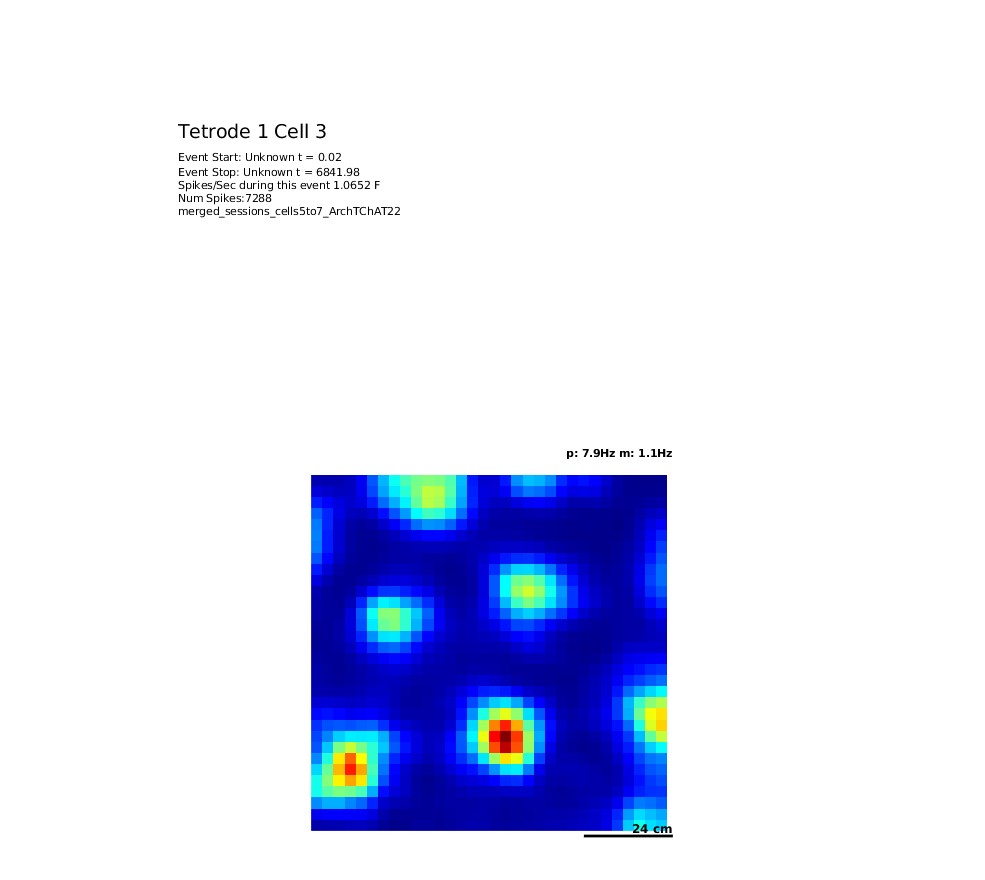 Tetrode 1 Cell 3
Event Start: Unknown t = 0.02
Event Stop: Unknown t = 6841.98
Spikes/Sec during this event 1.0652 F
Num Spikes:7288
merged_sessions_cells5to7_ArchTChAT22
p: 7.9Hz m: 1.1Hz
24 cm